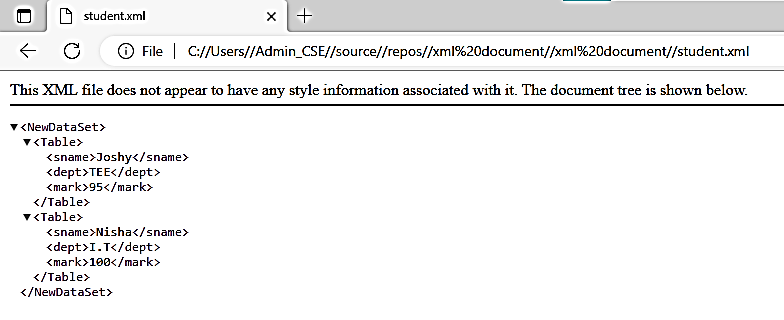 student.xml
File | C://Users//Admin_CSE//source//repos//xml%20document//xml%20document//student.xml
This XML file does not appear to have any style information associated with it. The document tree is shown below.
▼<NewDataSet>
▼<Table>
<sname>Joshy</sname>
<dept>TEE</dept>
<mark>95</mark>
</Table>
▼<Table>
<sname>Nisha</sname>
<dept>I.T</dept>
<mark>100</mark>
</Table>
</NewDataSet>